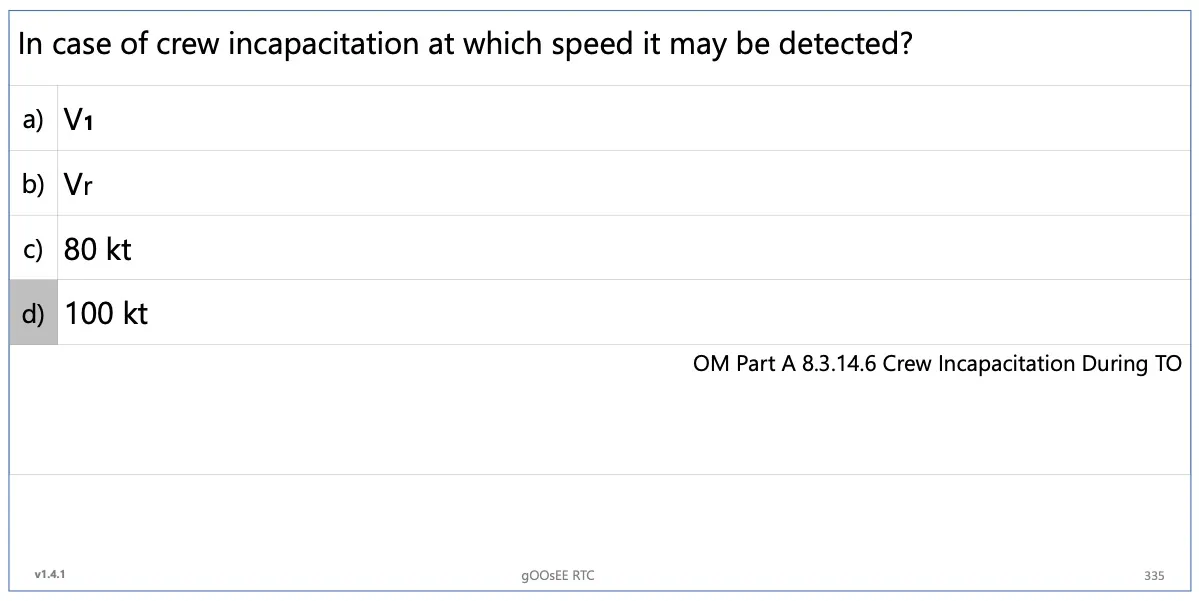 In case of crew incapacitation at which speed it may be detected?
a) V₁
b) Vr
c) 80 kt
d) 100 kt
OM Part A 8.3.14.6 Crew Incapacitation During TO
v1.4.1 gOOsEE RTC 335